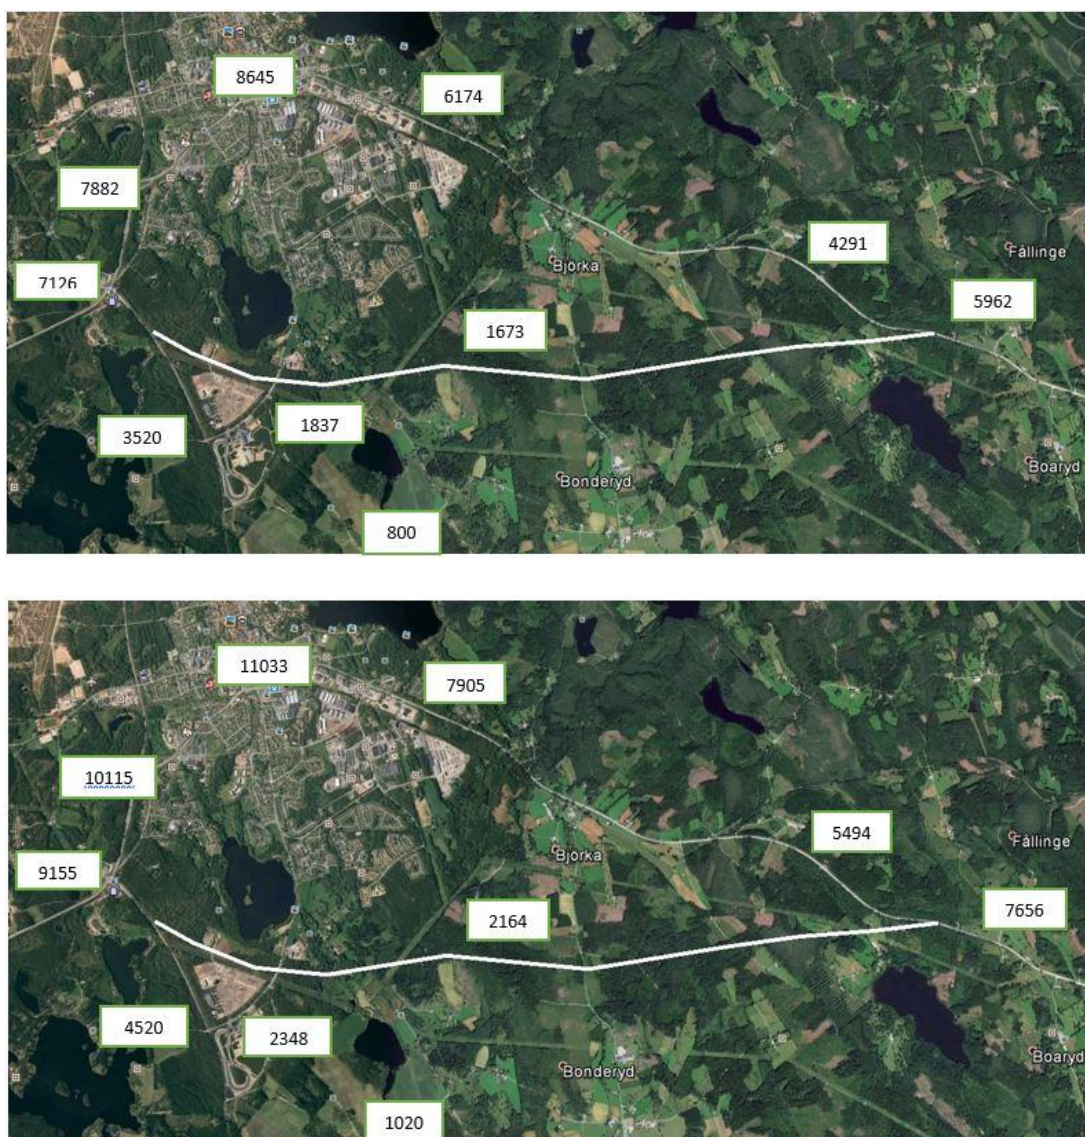 8645
6174
7882
4291
Fållinge
Björka
7126
5962
1673
3520
1837
Bonderyd
Boaryd
800
11033
7905
10115
5494
Fållinge
Björka
9155
7656
2164
4520
2348
Bonderyd
Boaryd
1020